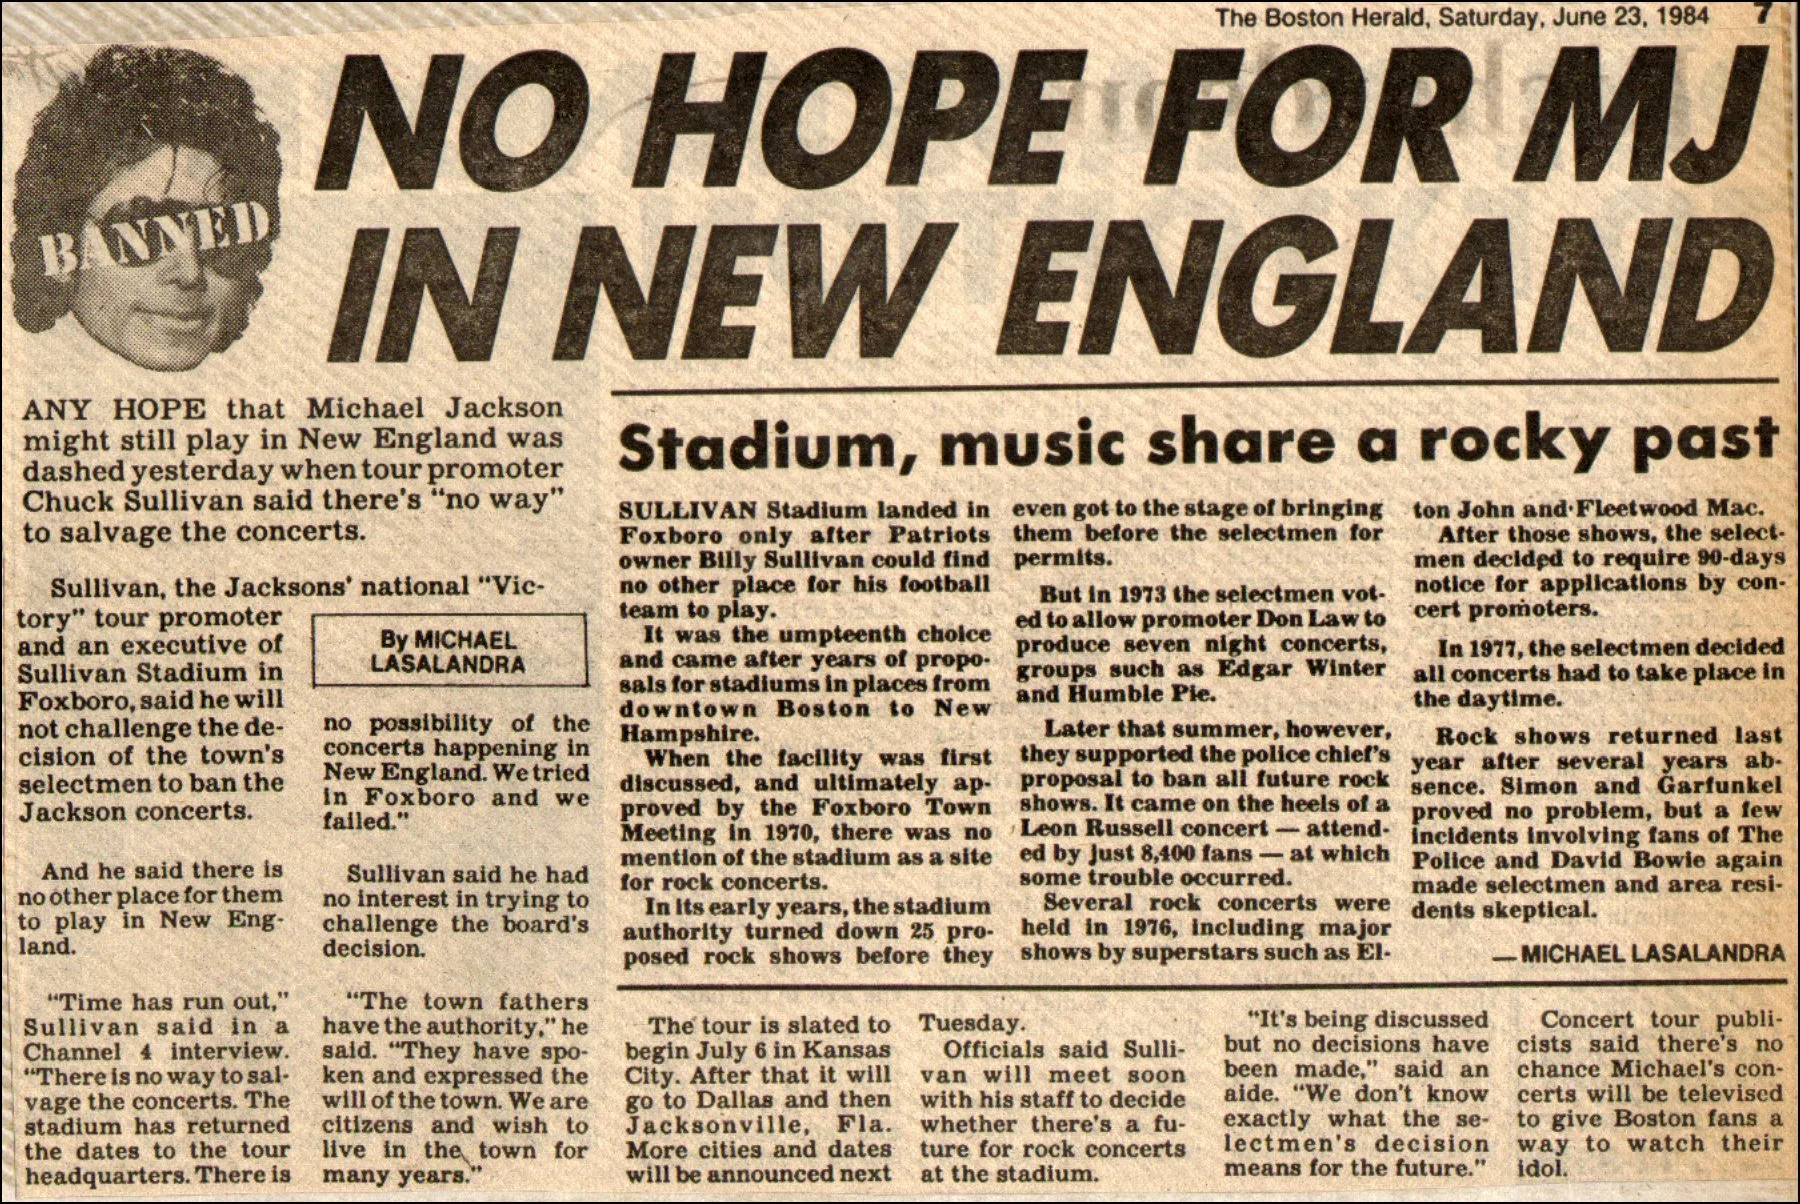 The Boston Herald, Saturday, June 23, 1984 7
NO HOPE FOR MJ
IN NEW ENGLAND
BANNED
ANY HOPE that Michael Jackson
might still play in New England was
dashed yesterday when tour promoter
Chuck Sullivan said there's "no way"
to salvage the concerts.
Sullivan, the Jacksons' national "Vic-
tory" tour promoter
and an executive of
Sullivan Stadium in
Foxboro, said he will
not challenge the de-
cision of the town's
selectmen to ban the
Jackson concerts.
And he said there is
no other place for them
to play in New Eng-
land.
"Time has run out,"
Sullivan said in a
Channel 4 interview.
"There is no way to sal-
vage the concerts. The
stadium has returned
the dates to the tour
headquarters. There is
By MICHAEL
LASALANDRA
no possibility of the
concerts happening in
New England. We tried
in Foxboro and we
failed."
Sullivan said he had
no interest in trying to
challenge the board's
decision.
"The town fathers
have the authority," he
said. "They have spo-
ken and expressed the
will of the town. We are
citizens and wish to
live in the town for
many years."
Stadium, music share a rocky past
SULLIVAN Stadium landed in
Foxboro only after Patriots
owner Billy Sullivan could find
no other place for his football
team to play.
It was the umpteenth choice
and came after years of propo-
sals for stadiums in places from
downtown Boston to New
Hampshire.
When the facility was first
discussed, and ultimately ap-
proved by the Foxboro Town
Meeting in 1970, there was no
mention of the stadium as a site
for rock concerts.
In its early years, the stadium
authority turned down 25 pro-
posed rock shows before they
even got to the stage of bringing
them before the selectmen for
permits.
But in 1973 the selectmen vot-
ed to allow promoter Don Law to
produce seven night concerts,
groups such as Edgar Winter
and Humble Pie.
Later that summer, however,
they supported the police chief's
proposal to ban all future rock
shows. It came on the heels of a
Leon Russell concert — attend-
ed by just 8,400 fans — at which
some trouble occurred.
Several rock concerts were
held in 1976, including major
shows by superstars such as El-
ton John and Fleetwood Mac.
After those shows, the select-
men decided to require 90-days
notice for applications by con-
cert promoters.
In 1977, the selectmen decided
all concerts had to take place in
the daytime.
Rock shows returned last
year after several years ab-
sence. Simon and Garfunkel
proved no problem, but a few
incidents involving fans of The
Police and David Bowie again
made selectmen and area resi-
dents skeptical.
— MICHAEL LASALANDRA
The tour is slated to
begin July 6 in Kansas
City. After that it will
go to Dallas and then
Jacksonville, Fla.
More cities and dates
will be announced next
Tuesday.
Officials said Sulli-
van will meet soon
with his staff to decide
whether there's a fu-
ture for rock concerts
at the stadium.
"It's being discussed
but no decisions have
been made," said an
aide. "We don't know
exactly what the se-
lectmen's decision
means for the future."
Concert tour publi-
cists said there's no
chance Michael's con-
certs will be televised
to give Boston fans a
way to watch their
idol.